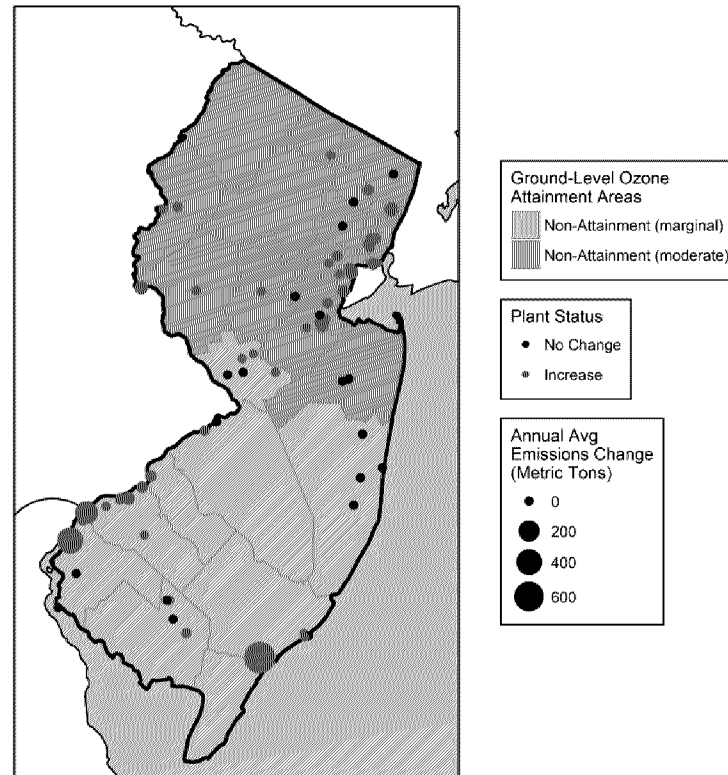 Ground-Level Ozone
Attainment Areas
Non-Attainment (marginal)
Non-Attainment (moderate)
Plant Status
No Change
Increase
Annual Avg
Emissions Change
(Metric Tons)
0
200
400
600